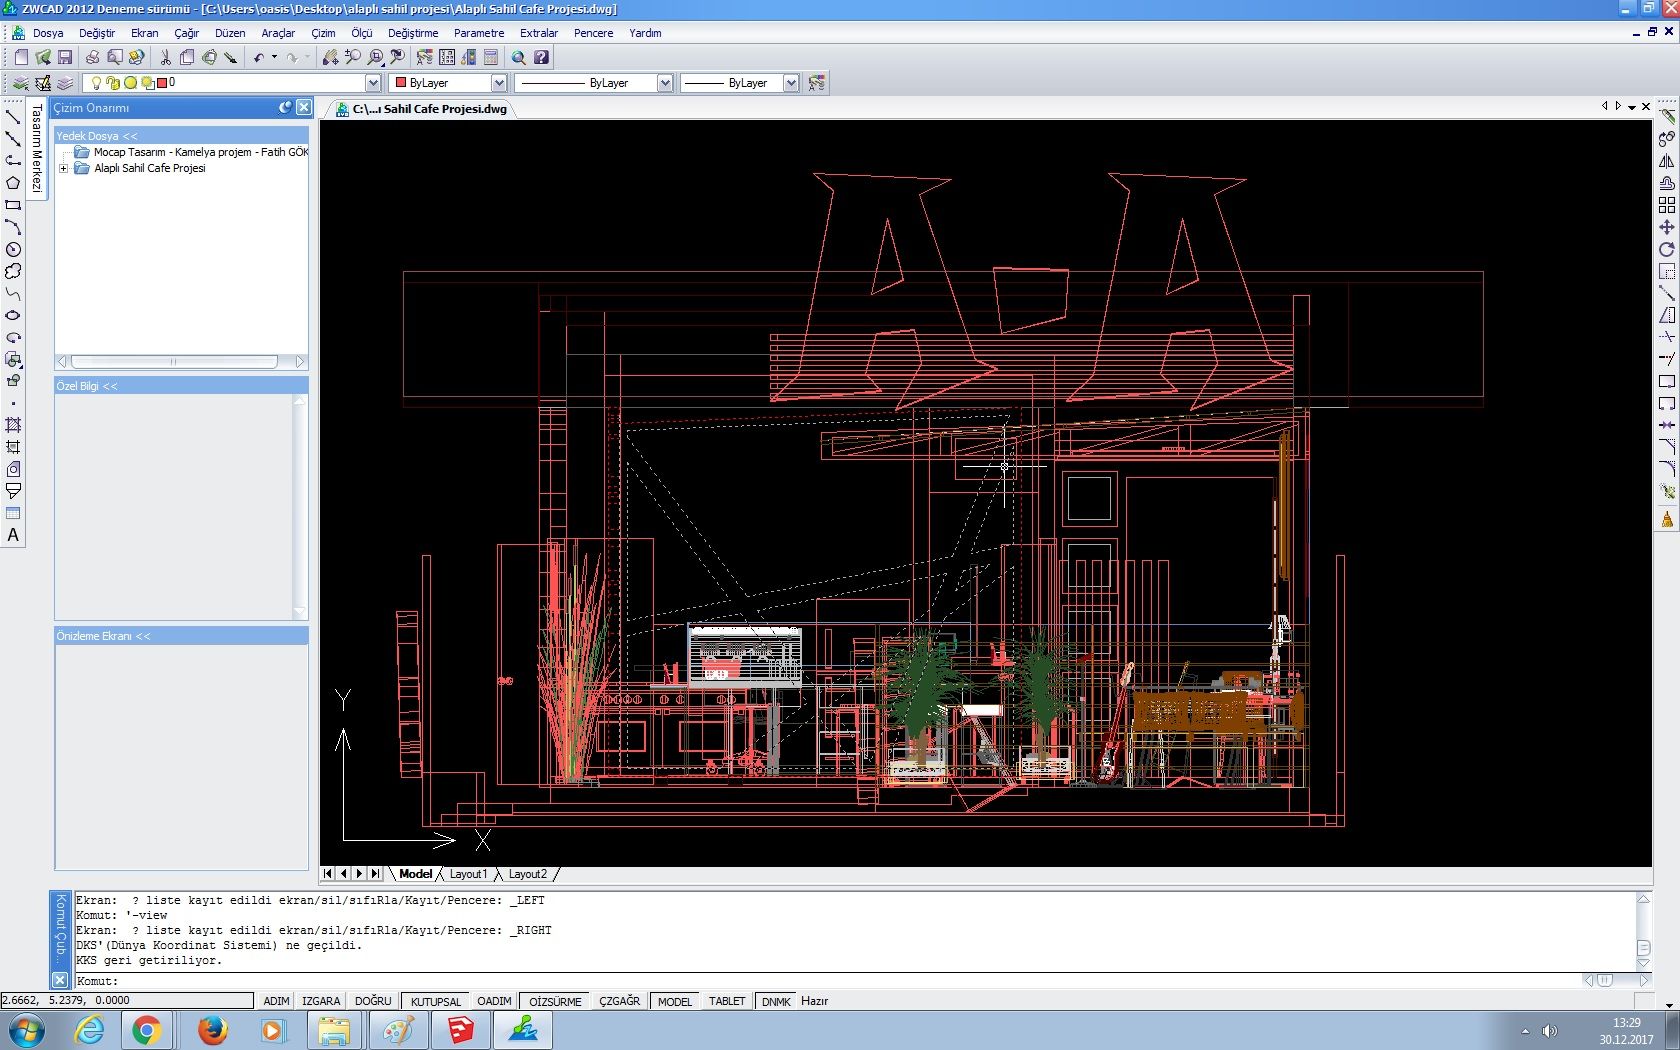 ZWCAD 2012 Deneme sürümü - [C:\Users\oasis\Desktop\alaplı sahil projesi\Alaplı Sahil Cafe Projesi.dwg]
Dosya Değiştir Ekran Çağır Düzen Araçlar Çizim Ölçü Değiştirme Parametre Extralar Pencere Yardım
0 ByLayer ByLayer ByLayer
Tasarım Merkezi
Çizim Onarımı
Yedek Dosya <<
Mocap Tasarım - Kamelya projem - Fatih GÖK
Alaplı Sahil Cafe Projesi
Özel Bilgi <<
Önizleme Ekranı <<
C:\...ı Sahil Cafe Projesi.dwg
Y
X
Model Layout1 Layout2
Komut Çub...
Ekran: ? liste kayıt edildi ekran/sil/sıfıRla/Kayıt/Pencere: _LEFT
Komut: '-view
Ekran: ? liste kayıt edildi ekran/sil/sıfıRla/Kayıt/Pencere: _RIGHT
DKS'(Dünya Koordinat Sistemi) ne geçildi.
KKS geri getiriliyor.
Komut:
2.6662, 5.2379, 0.0000 ADIM IZGARA DOĞRU KUTUPSAL OADIM OİZSÜRME ÇZGAĞR MODEL TABLET DNMK Hazır
13:29
30.12.2017